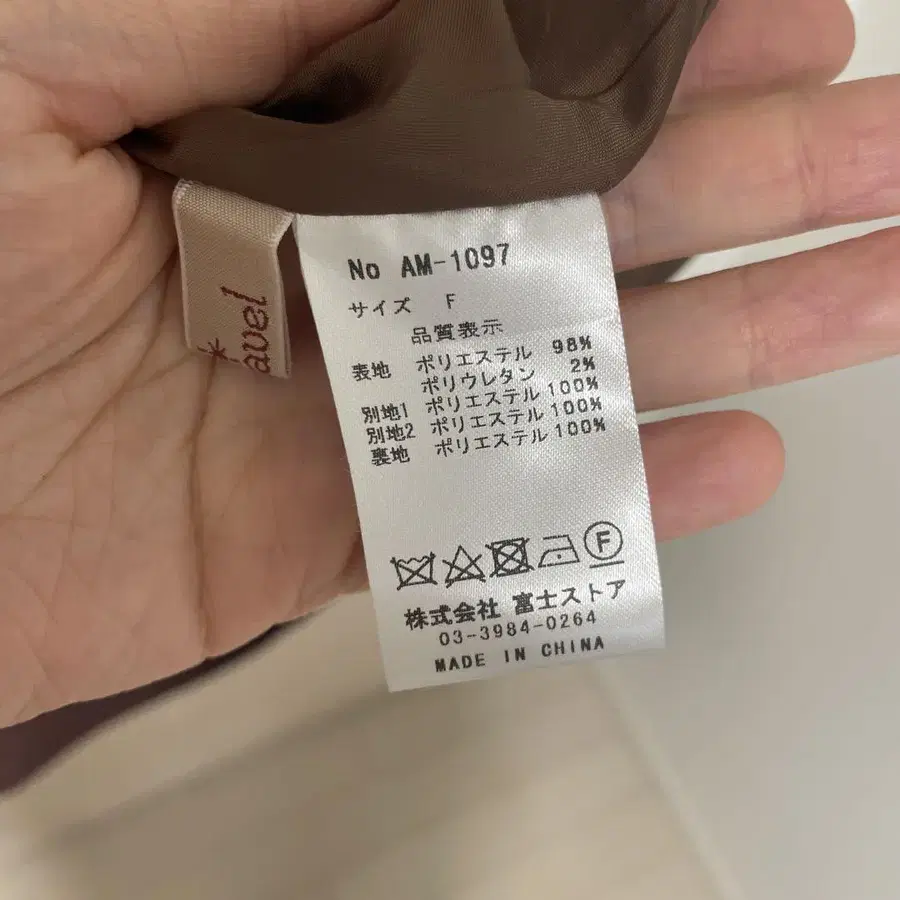 No AM-1097
サイズ F
品質表示
表地 ポリエステル 98%
ポリウレタン 2%
別地1 ポリエステル 100%
別地2 ポリエステル 100%
裏地 ポリエステル 100%
F
株式会社 富士ストア
03-3984-0264
MADE IN CHINA